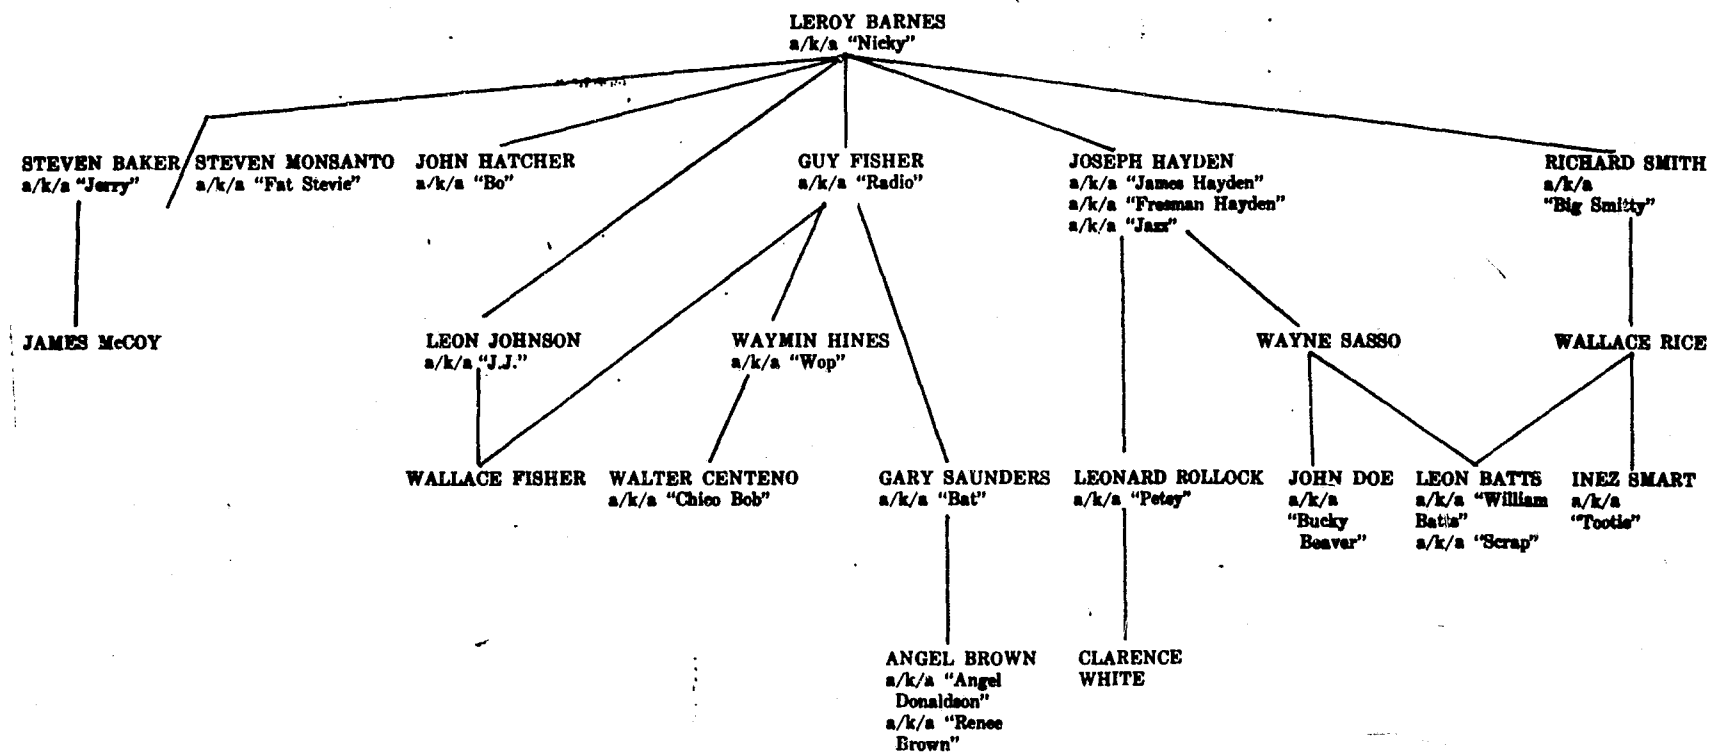 LEROY BARNES
a/k/a "Nicky"
STEVEN BAKER
a/k/a "Jerry"
STEVEN MONSANTO
a/k/a "Fat Stevie"
JOHN HATCHER
a/k/a "Bo"
GUY FISHER
a/k/a "Radio"
JOSEPH HAYDEN
a/k/a "James Hayden"
a/k/a "Freeman Hayden"
a/k/a "Jazz"
RICHARD SMITH
a/k/a
"Big Smitty"
JAMES McCOY
LEON JOHNSON
a/k/a "J.J."
WAYMIN HINES
a/k/a "Wop"
WAYNE SASSO
WALLACE RICE
WALLACE FISHER
WALTER CENTENO
a/k/a "Chico Bob"
GARY SAUNDERS
a/k/a "Bat"
LEONARD ROLLOCK
a/k/a "Petey"
JOHN DOE
a/k/a
"Bucky
Beaver"
LEON BATTS
a/k/a "William
Batts"
a/k/a "Scrap"
INEZ SMART
a/k/a
"Tootie"
ANGEL BROWN
a/k/a "Angel
Donaldson"
a/k/a "Renee
Brown"
CLARENCE
WHITE